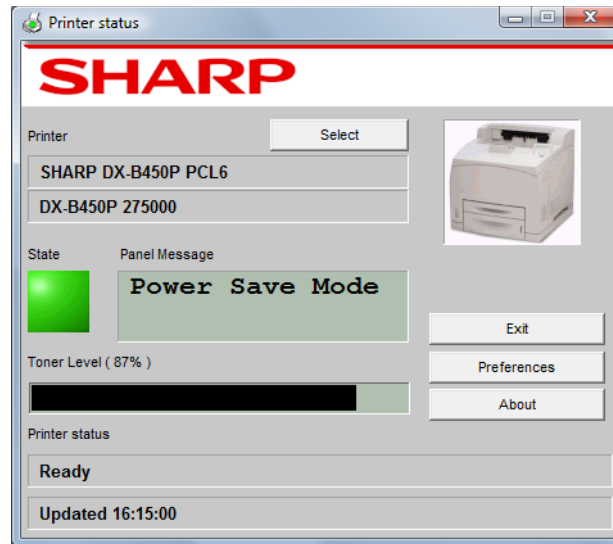 Printer status
SHARP
Printer
Select
SHARP DX-B450P PCL6
DX-B450P 275000
State
Panel Message
Power Save Mode
Exit
Toner Level ( 87% )
Preferences
About
Printer status
Ready
Updated 16:15:00